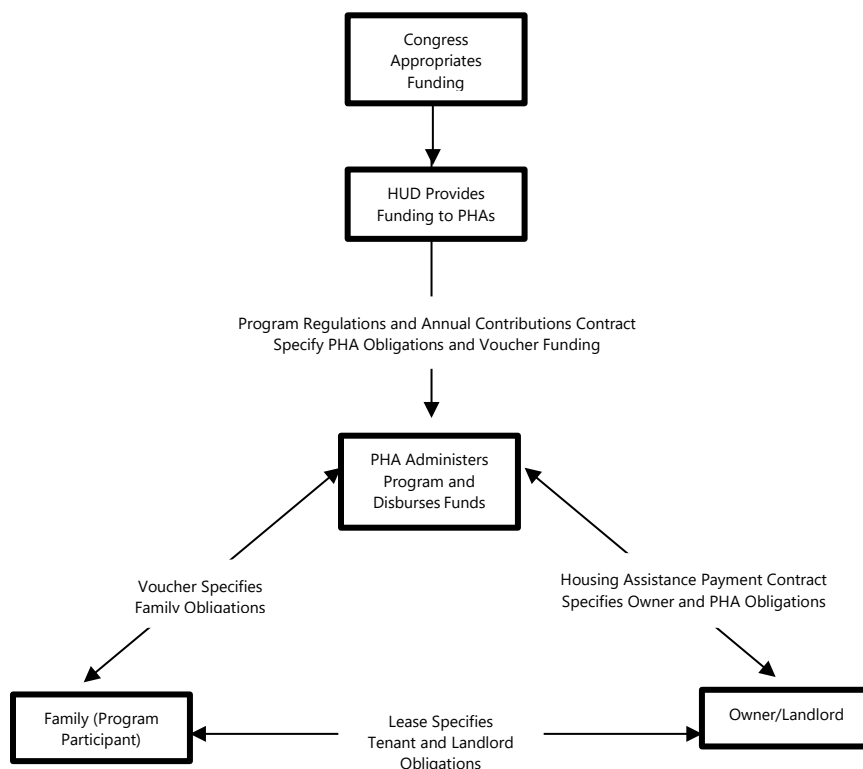 Congress
Appropriates
Funding
HUD Provides
Funding to PHAs
Program Regulations and Annual Contributions Contract
Specify PHA Obligations and Voucher Funding
PHA Administers
Program and
Disburses Funds
Voucher Specifies
Family Obligations
Housing Assistance Payment Contract
Specifies Owner and PHA Obligations
Family (Program
Participant)
Lease Specifies
Tenant and Landlord
Obligations
Owner/Landlord